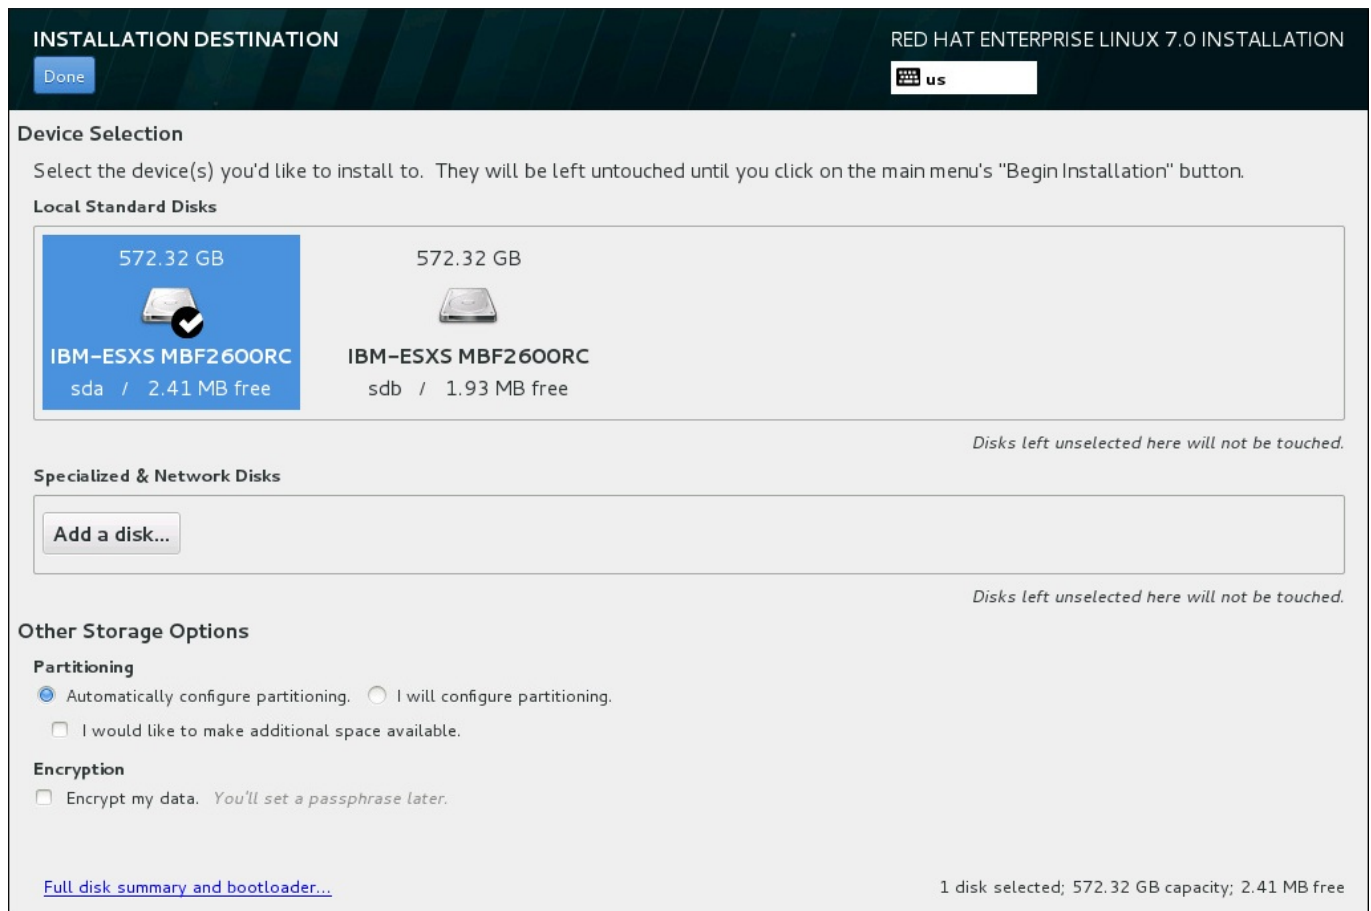 INSTALLATION DESTINATION
RED HAT ENTERPRISE LINUX 7.0 INSTALLATION
Done
us
Device Selection
Select the device(s) you'd like to install to.  They will be left untouched until you click on the main menu's "Begin Installation" button.
Local Standard Disks
572.32 GB
IBM-ESXS MBF2600RC
sda / 2.41 MB free
572.32 GB
IBM-ESXS MBF2600RC
sdb / 1.93 MB free
Disks left unselected here will not be touched.
Specialized & Network Disks
Add a disk...
Disks left unselected here will not be touched.
Other Storage Options
Partitioning
Automatically configure partitioning. I will configure partitioning.
I would like to make additional space available.
Encryption
Encrypt my data. You'll set a passphrase later.
Full disk summary and bootloader...
1 disk selected; 572.32 GB capacity; 2.41 MB free